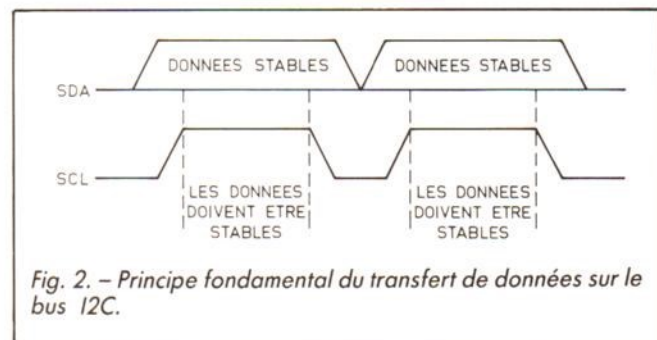 DONNEES STABLES DONNEES STABLES
SDA
SCL
LES DONNEES LES DONNEES
DOIVENT ETRE DOIVENT ETRE
STABLES STABLES
Fig. 2. – Principe fondamental du transfert de données sur le
bus I2C.